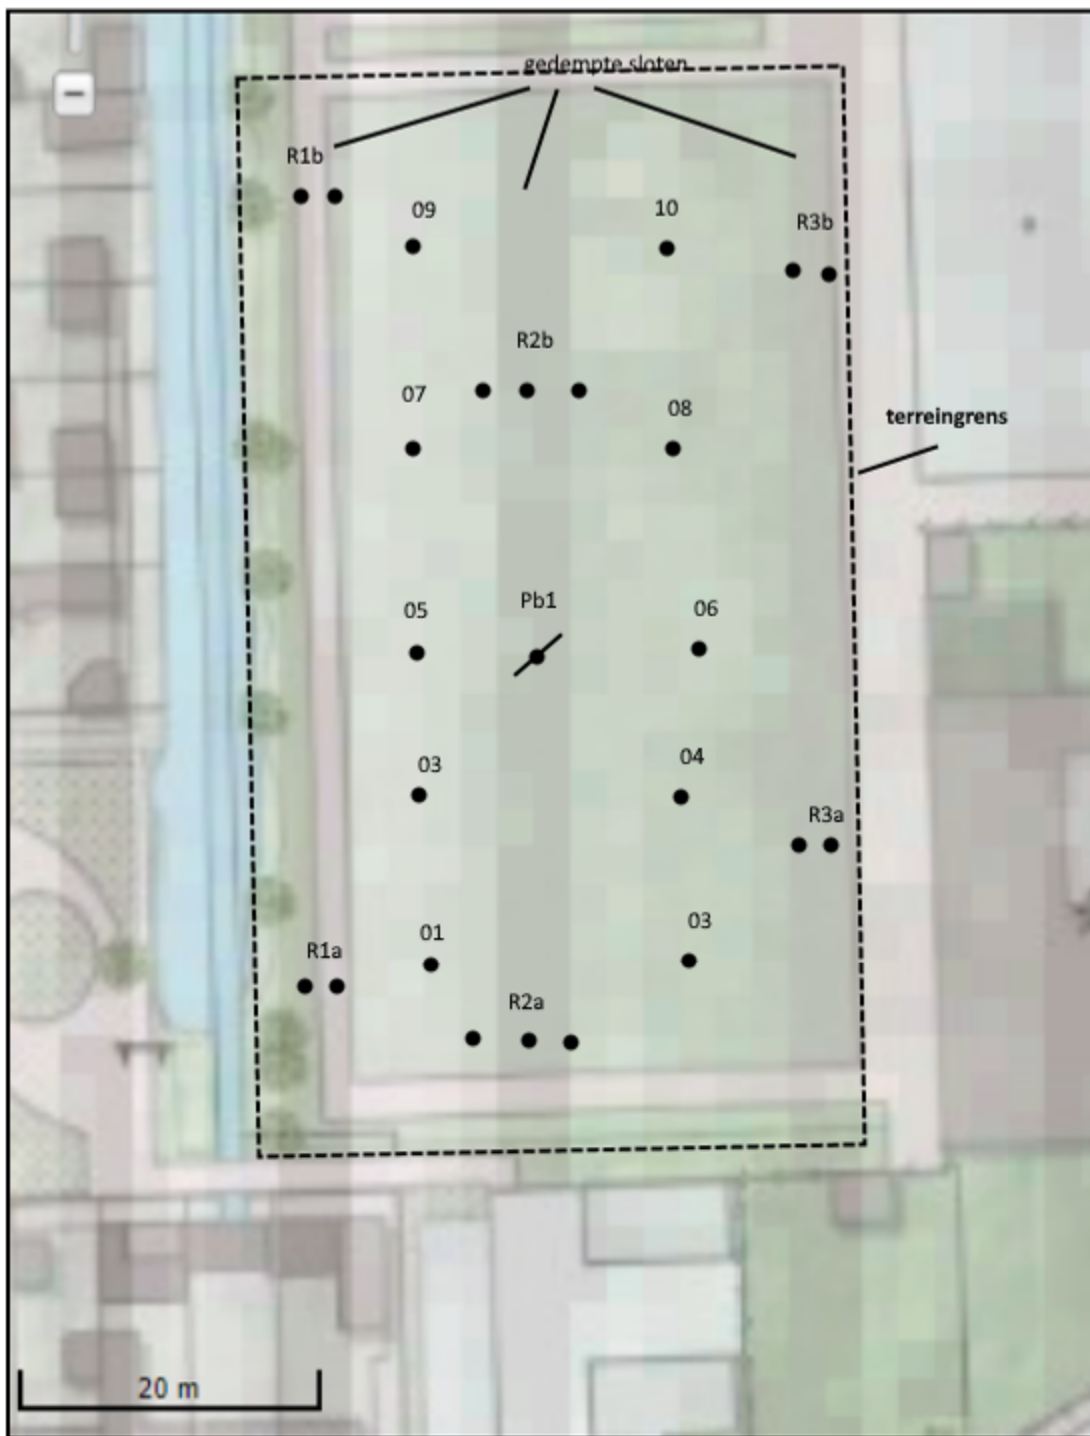 gedempte sloten
R1b
09
10
R3b
R2b
07
08
terreingrens
Pb1
05
06
03
04
R3a
01
03
R1a
R2a
20 m